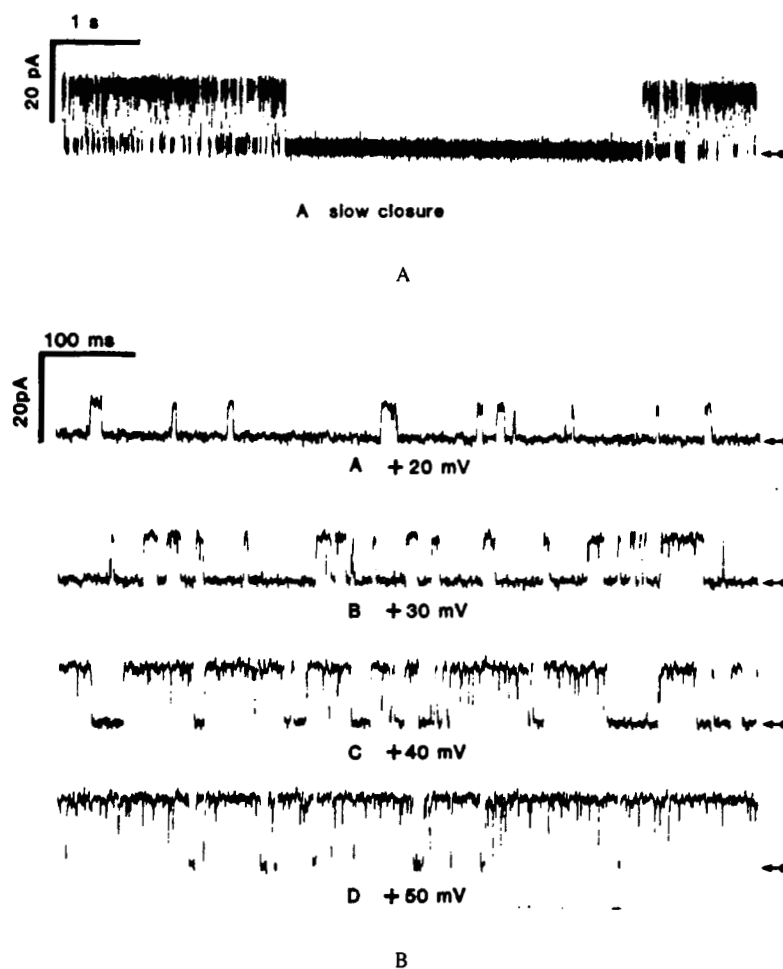 1 s
20 pA
A slow closure
A
100 ms
20pA
A +20 mV
B +30 mV
C +40 mV
D +50 mV
B